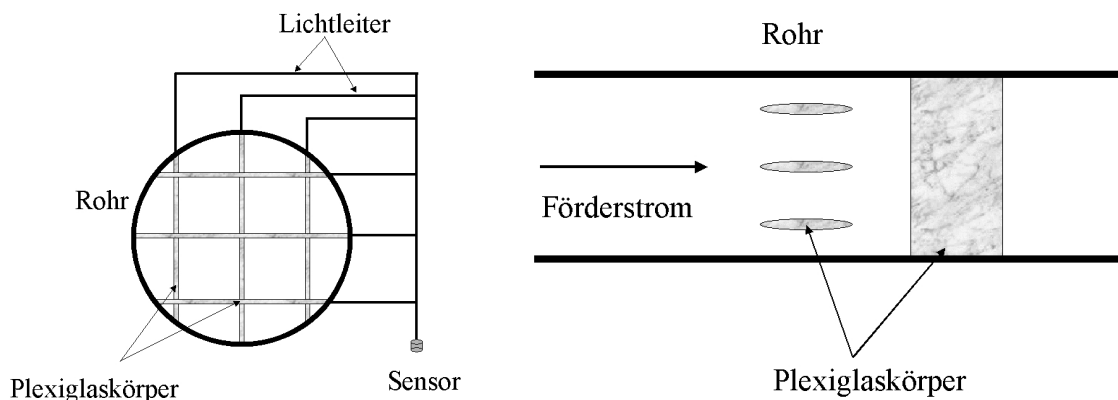 Lichtleiter
Rohr
Plexiglaskörper
Sensor
Rohr
Förderstrom
Plexiglaskörper